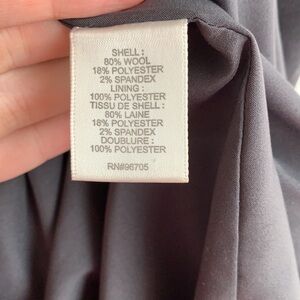 SHELL :
80% WOOL
18% POLYESTER
2% SPANDEX
LINING :
100% POLYESTER
TISSU DE SHELL :
80% LAINE
18% POLYESTER
2% SPANDEX
DOUBLURE :
100% POLYESTER
RN#96705